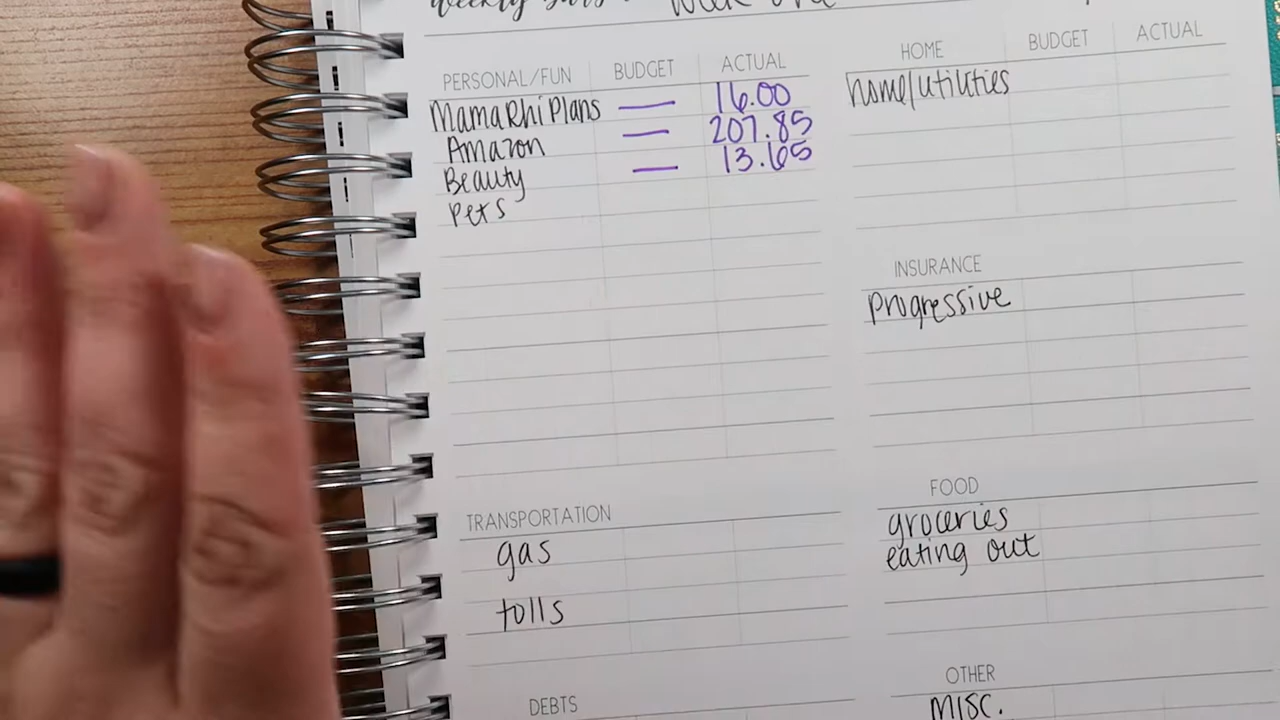 weekly
PERSONAL/FUN BUDGET ACTUAL
MamaRhiPlans — 16.00
Amazon — 207.85
Beauty — 13.65
Pets
TRANSPORTATION
gas
tolls
DEBTS
HOME BUDGET ACTUAL
home/utilities
INSURANCE
Progressive
FOOD
groceries
eating out
OTHER
misc.